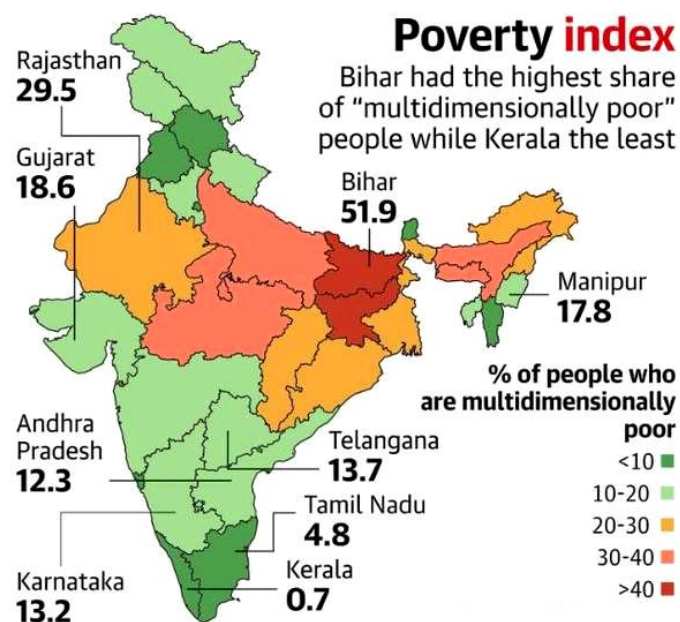 Poverty index
Bihar had the highest share
of “multidimensionally poor”
people while Kerala the least
Rajasthan
29.5
Gujarat
18.6
Bihar
51.9
Manipur
17.8
% of people who
are multidimensionally
poor
<10
10-20
20-30
30-40
>40
Andhra
Pradesh
12.3
Telangana
13.7
Tamil Nadu
4.8
Kerala
0.7
Karnataka
13.2